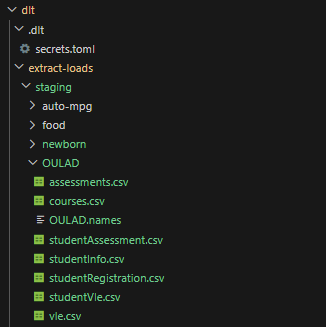 dlt
.dlt
secrets.toml
extract-loads
staging
auto-mpg
food
newborn
OULAD
assessments.csv
courses.csv
OULAD.names
studentAssessment.csv
studentInfo.csv
studentRegistration.csv
studentVle.csv
vle.csv